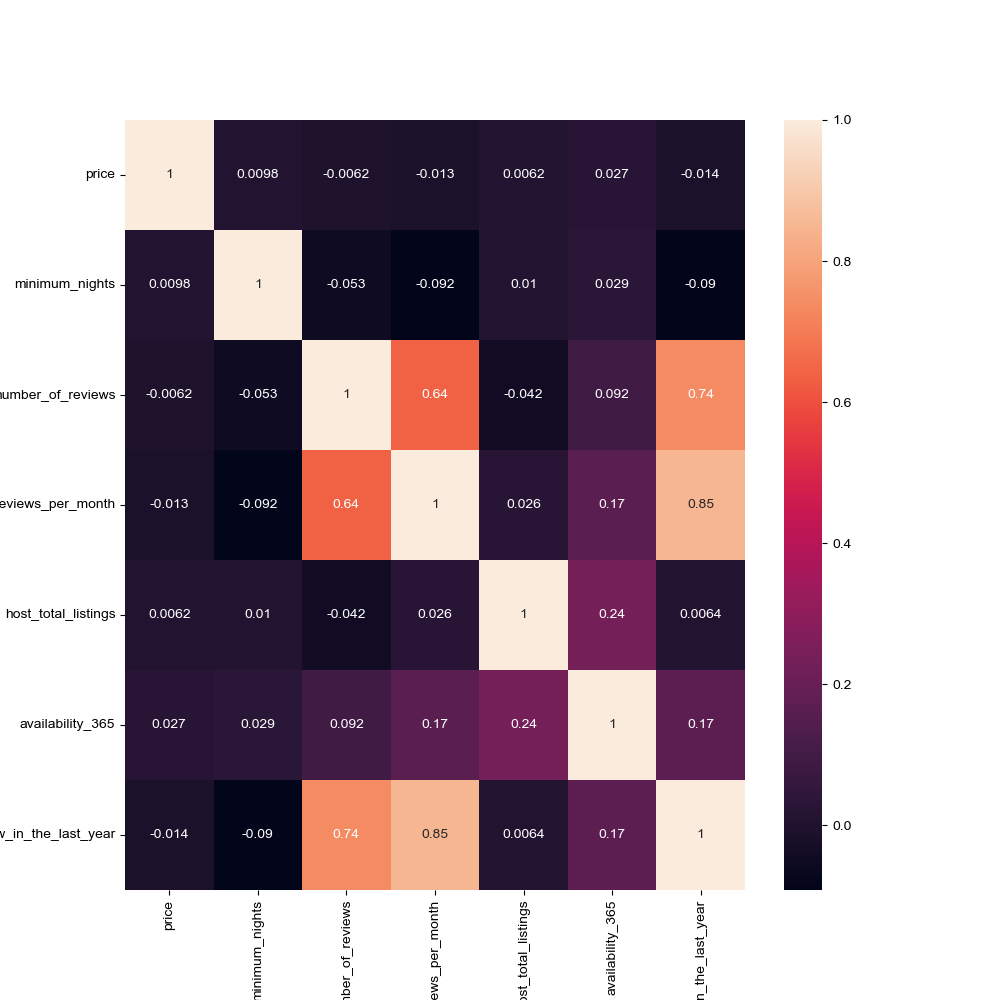 1.0
price 1 0.0098 -0.0062 -0.013 0.0062 0.027 -0.014
0.8
minimum_nights 0.0098 1 -0.053 -0.092 0.01 0.029 -0.09
number_of_reviews -0.0062 -0.053 1 0.64 -0.042 0.092 0.74
0.6
eviews_per_month -0.013 -0.092 0.64 1 0.026 0.17 0.85
0.4
host_total_listings 0.0062 0.01 -0.042 0.026 1 0.24 0.0064
0.2
availability_365 0.027 0.029 0.092 0.17 0.24 1 0.17
0.0
w_in_the_last_year -0.014 -0.09 0.74 0.85 0.0064 0.17 1
price
minimum_nights
mber_of_reviews
ews_per_month
ost_total_listings
availability_365
n_the_last_year